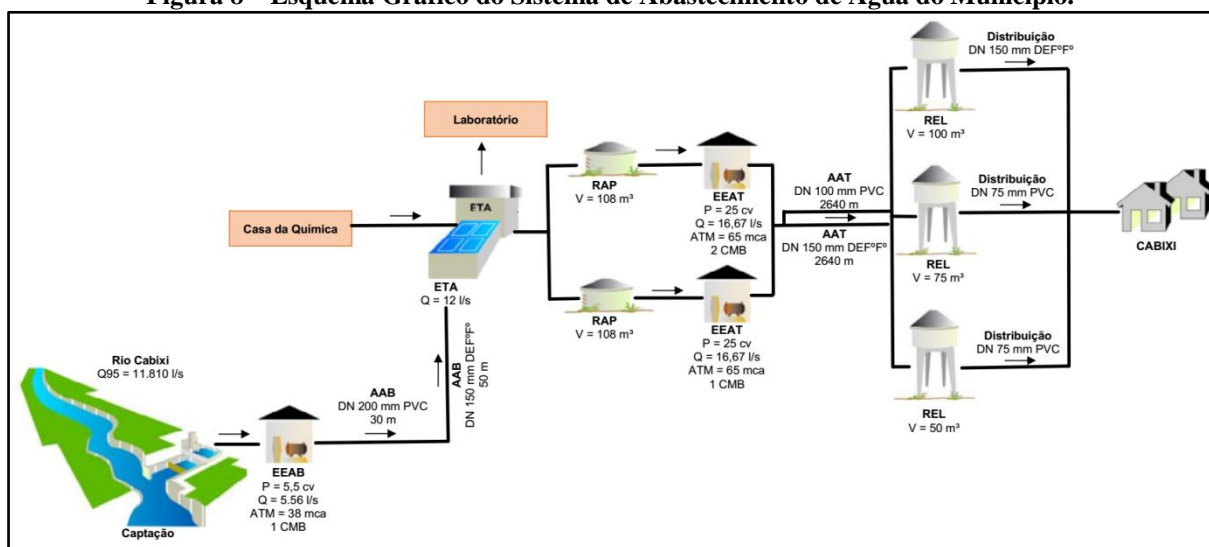 Figura 8 – Esquema Gráfico do Sistema de Abastecimento de Água do Município.
Distribuição
DN 150 mm DEFºFº
REL
V = 100 m³
Laboratório
RAP
V = 108 m³
EEAT
P = 25 cv
Q = 16,67 l/s
ATM = 65 mca
2 CMB
AAT
DN 100 mm PVC
2640 m
AAT
DN 150 mm DEFºFº
2640 m
Distribuição
DN 75 mm PVC
REL
V = 75 m³
CABIXI
Casa da Química
ETA
ETA
Q = 12 l/s
RAP
V = 108 m³
EEAT
P = 25 cv
Q = 16,67 l/s
ATM = 65 mca
1 CMB
Distribuição
DN 75 mm PVC
REL
V = 50 m³
Rio Cabixi
Q95 = 11.810 l/s
AAB
DN 200 mm PVC
30 m
AAB
DN 150 mm DEFºFº
50 m
EEAB
P = 5,5 cv
Q = 5.56 l/s
ATM = 38 mca
1 CMB
Captação